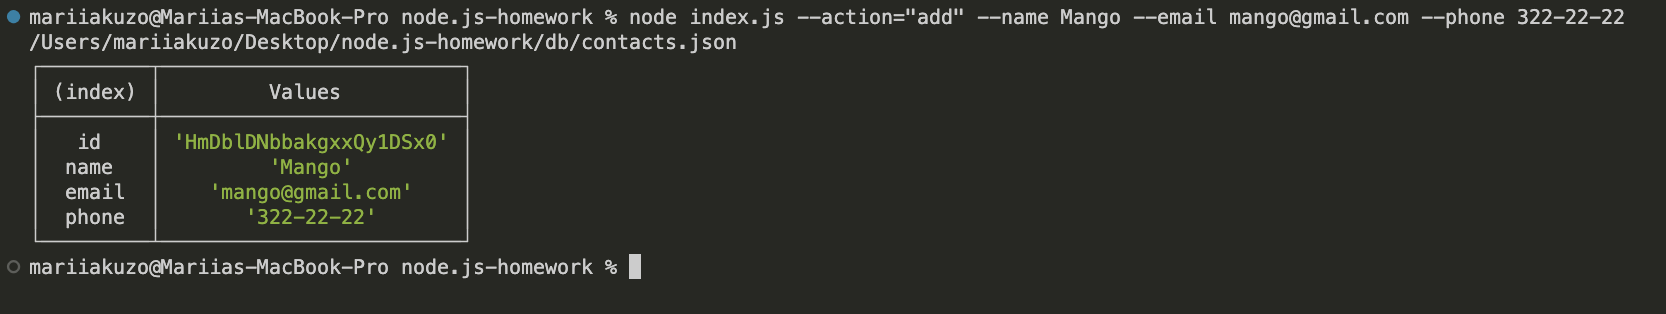 mariiakuzo@Mariias-MacBook-Pro node.js-homework % node index.js --action="add" --name Mango --email mango@gmail.com --phone 322-22-22
/Users/mariiakuzo/Desktop/node.js-homework/db/contacts.json
(index) Values
id 'HmDblDNbbakgxxQy1DSx0'
name 'Mango'
email 'mango@gmail.com'
phone '322-22-22'
mariiakuzo@Mariias-MacBook-Pro node.js-homework %